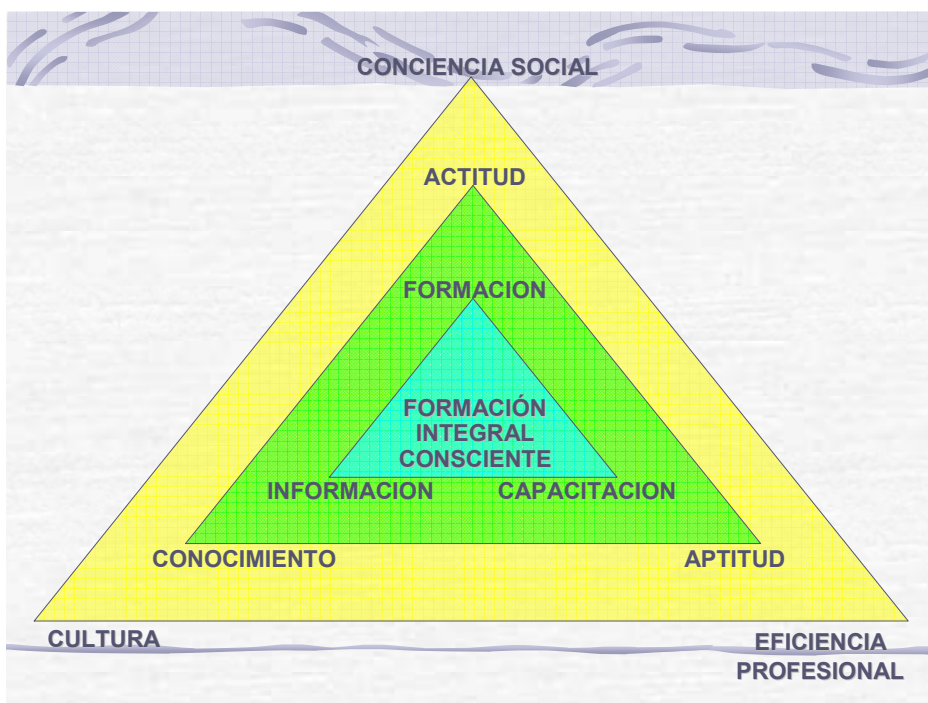 CONCIENCIA SOCIAL
ACTITUD
FORMACION
FORMACIÓN
INTEGRAL
CONSCIENTE
INFORMACION CAPACITACION
CONOCIMIENTO APTITUD
CULTURA EFICIENCIA
PROFESIONAL